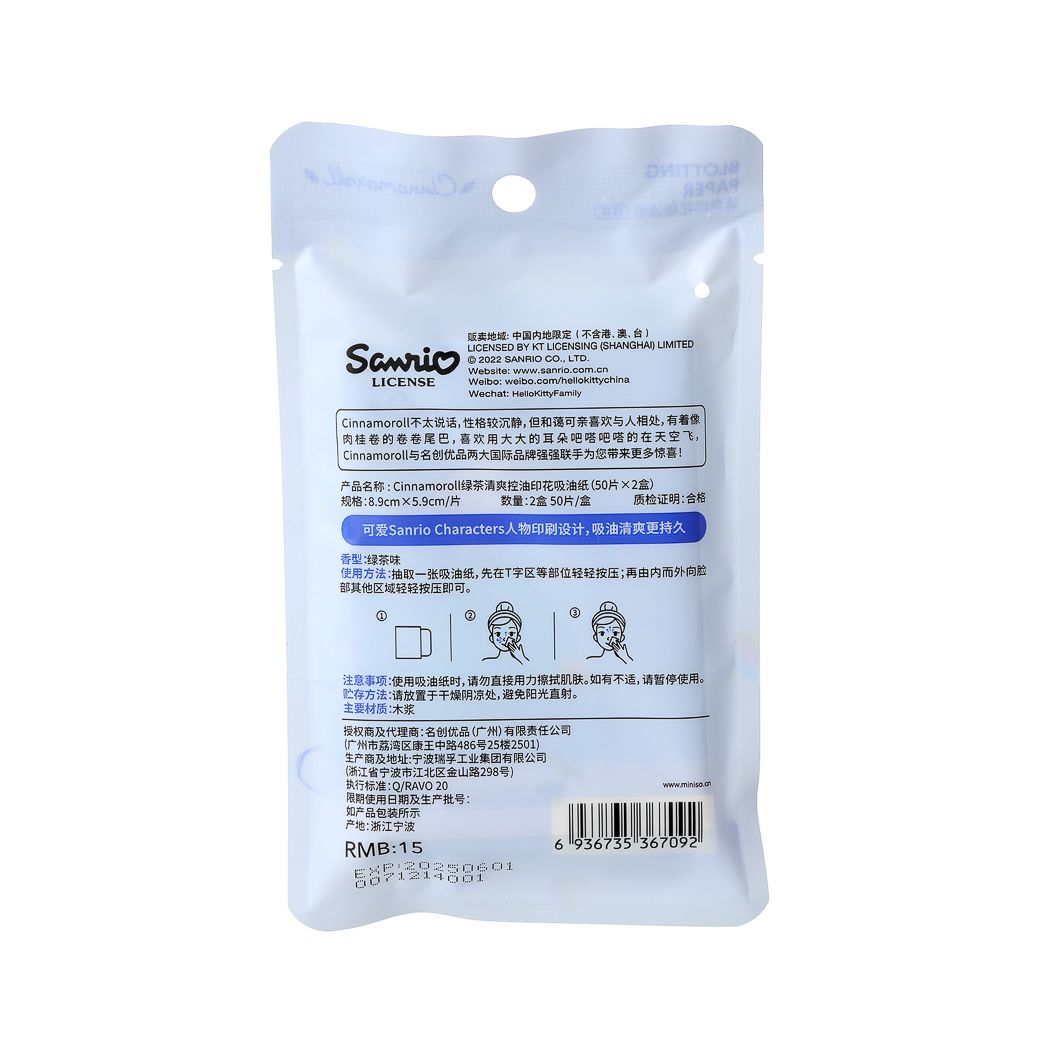 Cinnamoroll
BLOTTING
PAPER
Sanrio
LICENSE
贩卖地域: 中国内地限定 ( 不含港、澳、台 )
LICENSED BY KT LICENSING (SHANGHAI) LIMITED
© 2022 SANRIO CO., LTD.
Website: www.sanrio.com.cn
Weibo: weibo.com/hellokittychina
Wechat: HelloKittyFamily
Cinnamoroll不太说话，性格较沉静，但和蔼可亲喜欢与人相处，有着像
肉桂卷的卷卷尾巴，喜欢用大大的耳朵吧嗒吧嗒的在天空飞，
Cinnamoroll与名创优品两大国际品牌强强联手为您带来更多惊喜！
产品名称：Cinnamoroll绿茶清爽控油印花吸油纸(50片×2盒)
规格：8.9cm×5.9cm/片 数量：2盒 50片/盒 质检证明：合格
可爱Sanrio Characters人物印刷设计，吸油清爽更持久
香型：绿茶味
使用方法：抽取一张吸油纸，先在T字区等部位轻轻按压；再由内而外向脸
部其他区域轻轻按压即可。
① ② ③
注意事项：使用吸油纸时，请勿直接用力擦拭肌肤。如有不适，请暂停使用。
贮存方法：请放置于干燥阴凉处，避免阳光直射。
主要材质：木浆
授权商及代理商：名创优品（广州）有限责任公司
(广州市荔湾区康王中路486号25楼2501)
生产商及地址：宁波瑞孚工业集团有限公司
(浙江省宁波市江北区金山路298号)
执行标准：Q/RAVO 20
限期使用日期及生产批号：
如产品包装所示
产地：浙江宁波
www.miniso.cn
6 936735 367092
RMB:15
EXP:20250601
0071214001